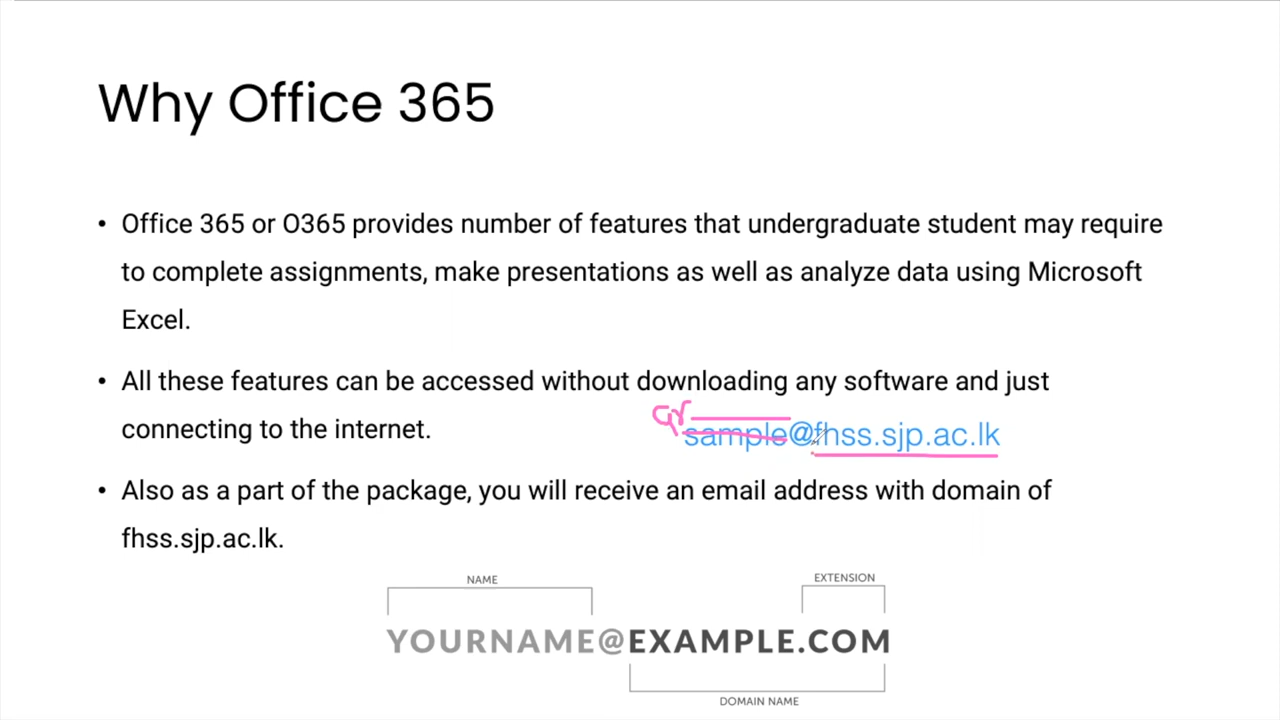 Why Office 365
• Office 365 or O365 provides number of features that undergraduate student may require
to complete assignments, make presentations as well as analyze data using Microsoft
Excel.
• All these features can be accessed without downloading any software and just
connecting to the internet.
sample@fhss.sjp.ac.lk
• Also as a part of the package, you will receive an email address with domain of
fhss.sjp.ac.lk.
NAME
EXTENSION
YOURNAME@EXAMPLE.COM
DOMAIN NAME